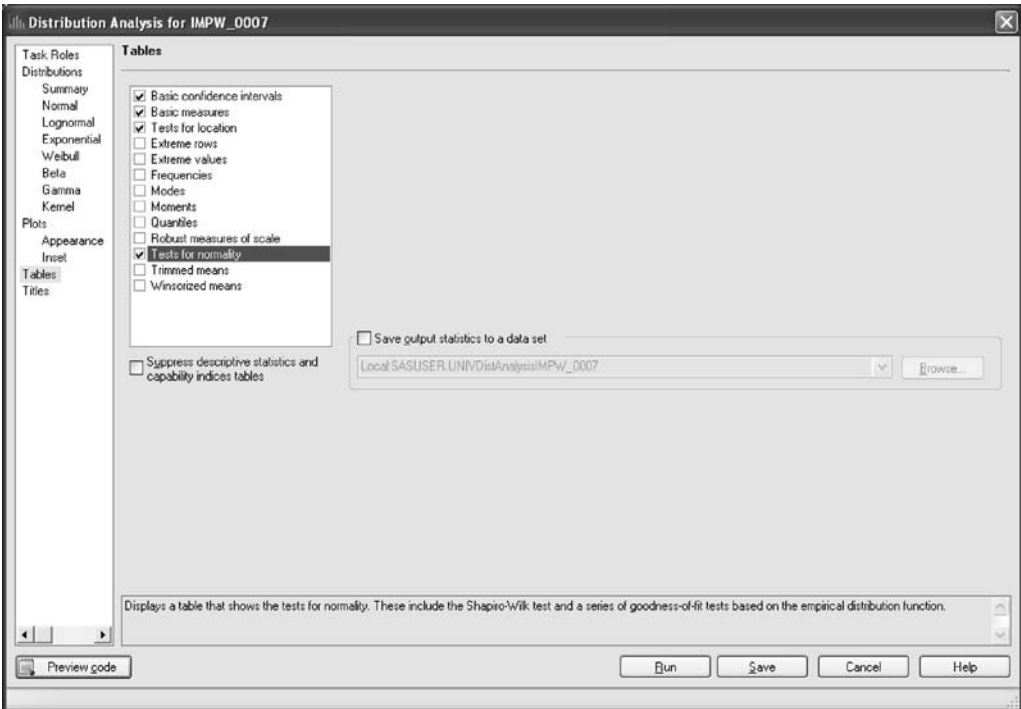 Distribution Analysis for IMPW_0007
Task Roles
Distributions
Summary
Normal
Lognormal
Exponential
Weibull
Beta
Gamma
Kernel
Plots
Appearance
Inset
Tables
Titles
Tables
Basic confidence intervals
Basic measures
Tests for location
Extreme rows
Extreme values
Frequencies
Modes
Moments
Quantiles
Robust measures of scale
Tests for normality
Trimmed means
Winsorized means
Suppress descriptive statistics and
capability indices tables
Save output statistics to a data set
Local:SASUSER.UNIVDistAnalysisIMPW_0007
Browse...
Displays a table that shows the tests for normality. These include the Shapiro-Wilk test and a series of goodness-of-fit tests based on the empirical distribution function.
Preview code
Run
Save
Cancel
Help